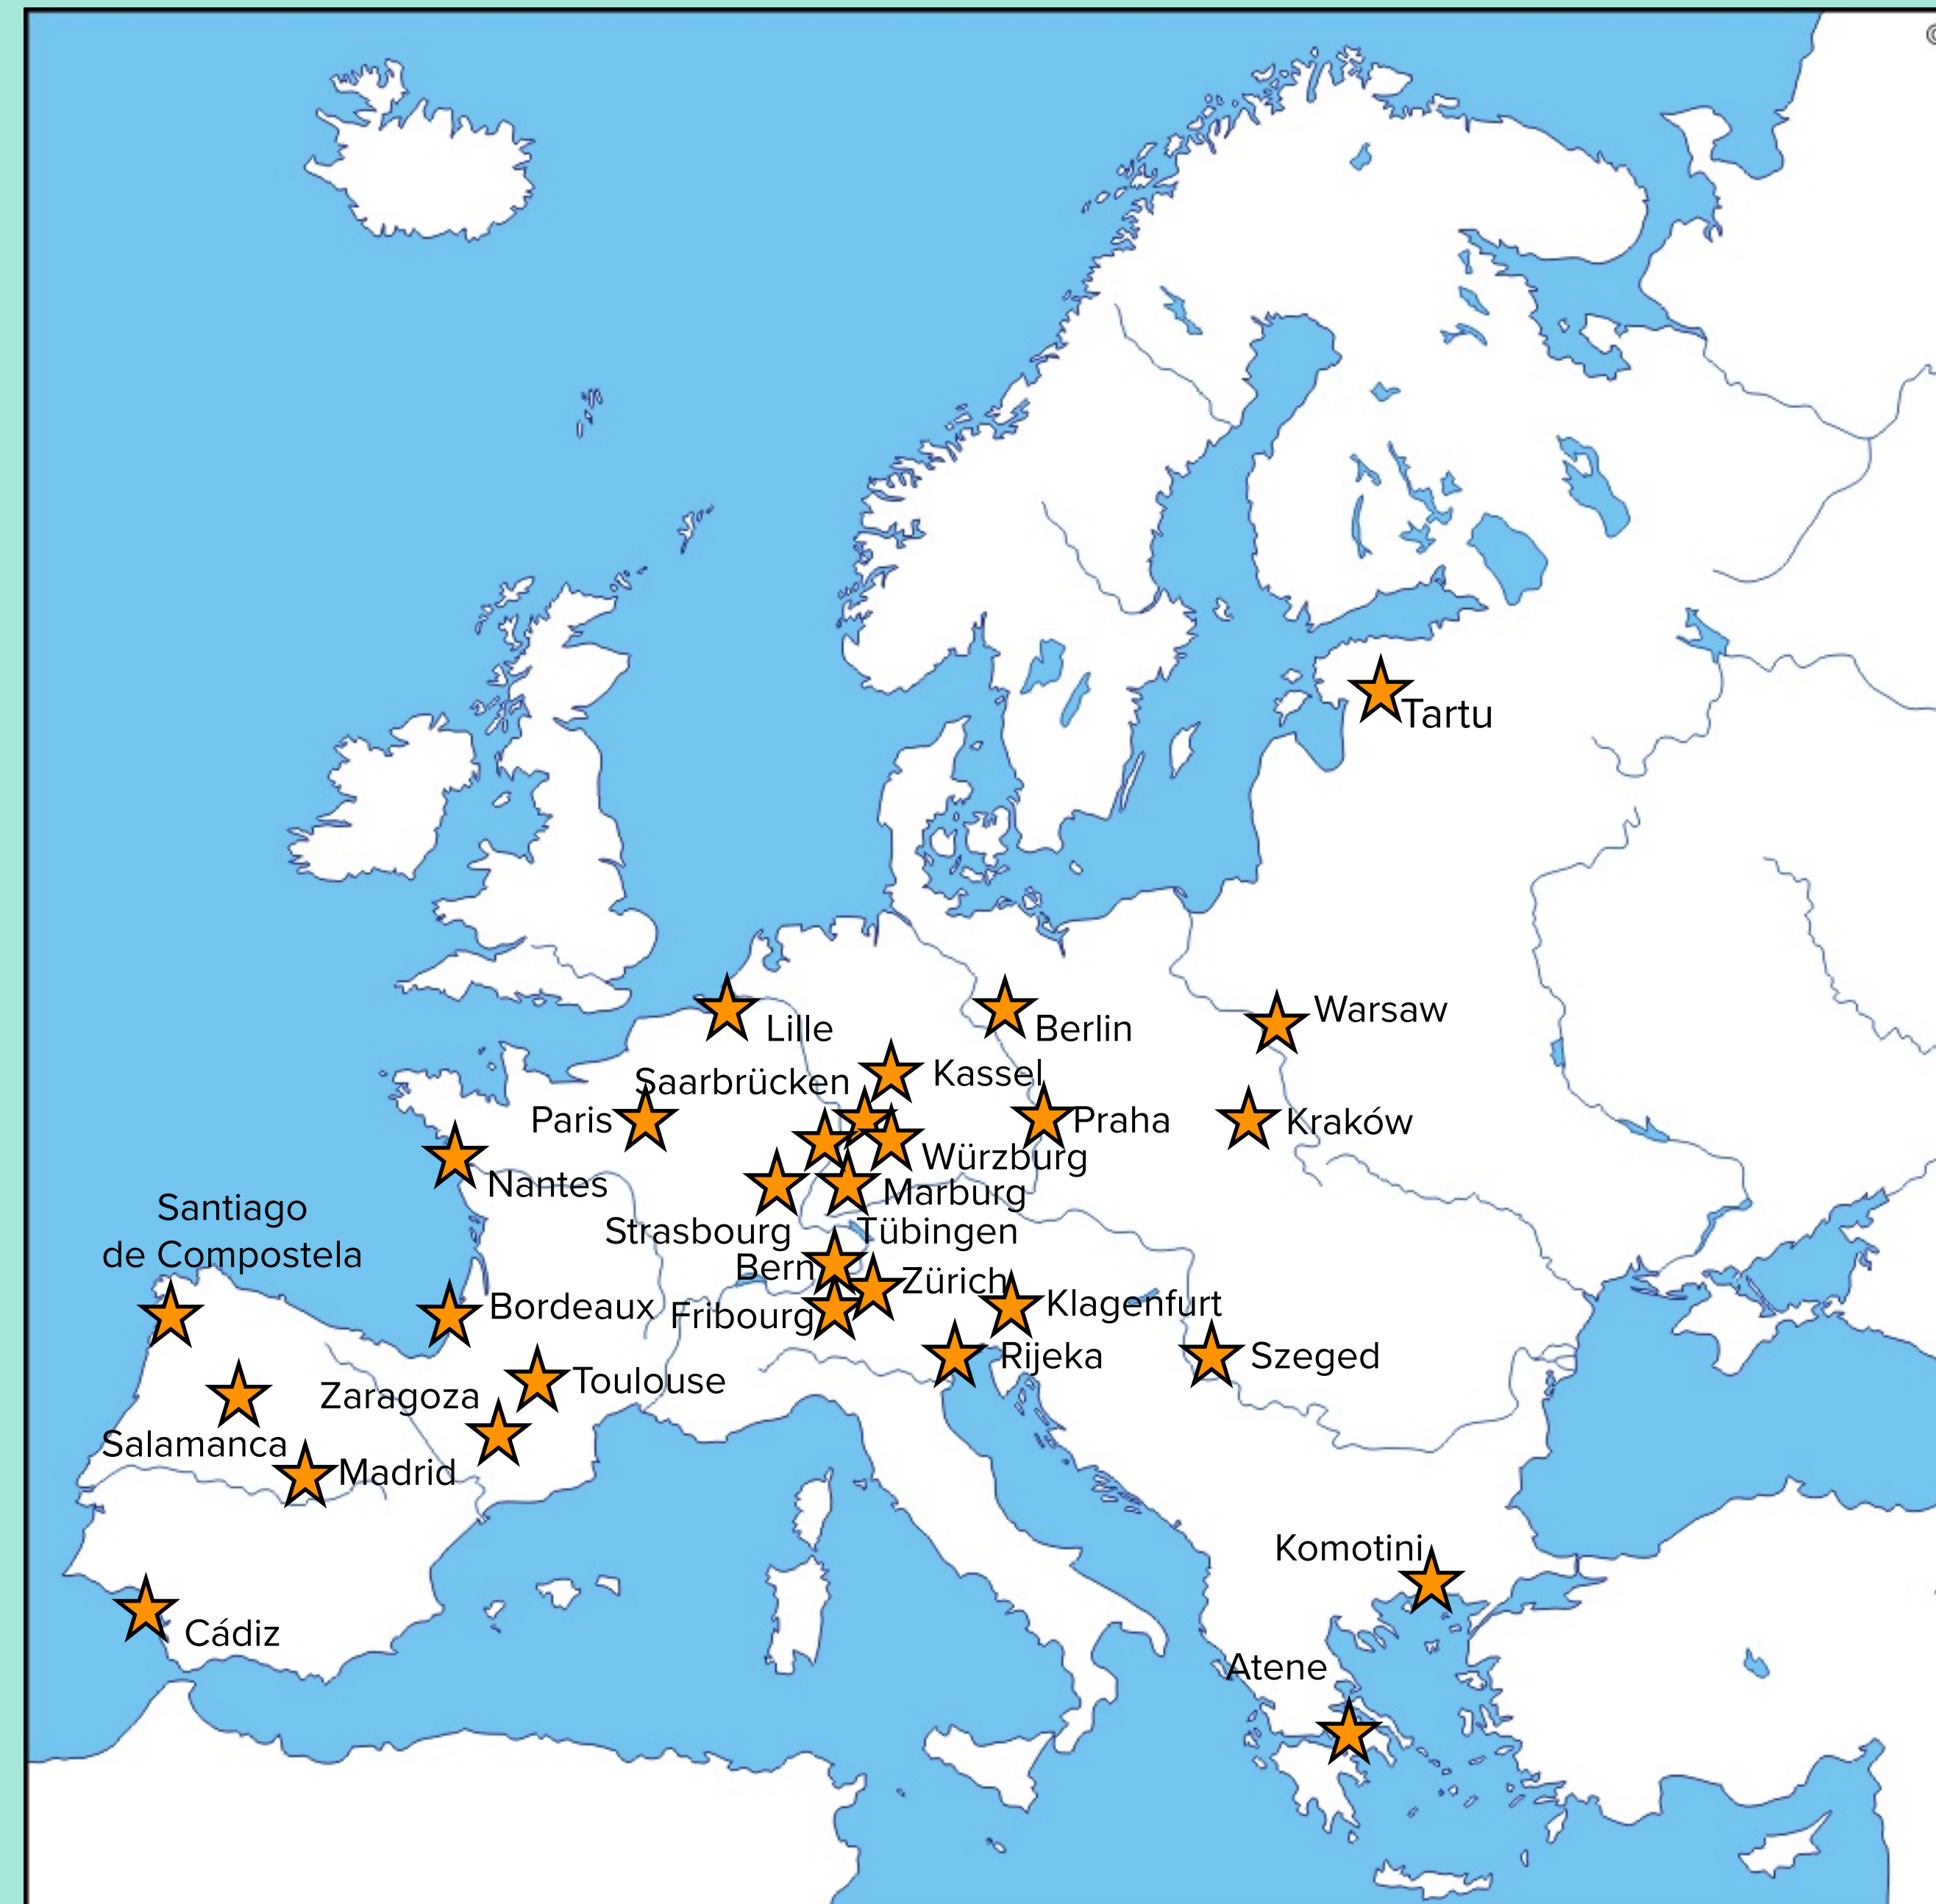 ©
Tartu
Warsaw
Lille
Berlin
Kassel
Saarbrücken
Paris
Praha
Kraków
Würzburg
Nantes
Marburg
Santiago
de Compostela
Strasbourg
Tübingen
Bern
Zürich
Klagenfurt
Bordeaux
Fribourg
Rijeka
Szeged
Toulouse
Zaragoza
Salamanca
Madrid
Komotini
Cádiz
Atene